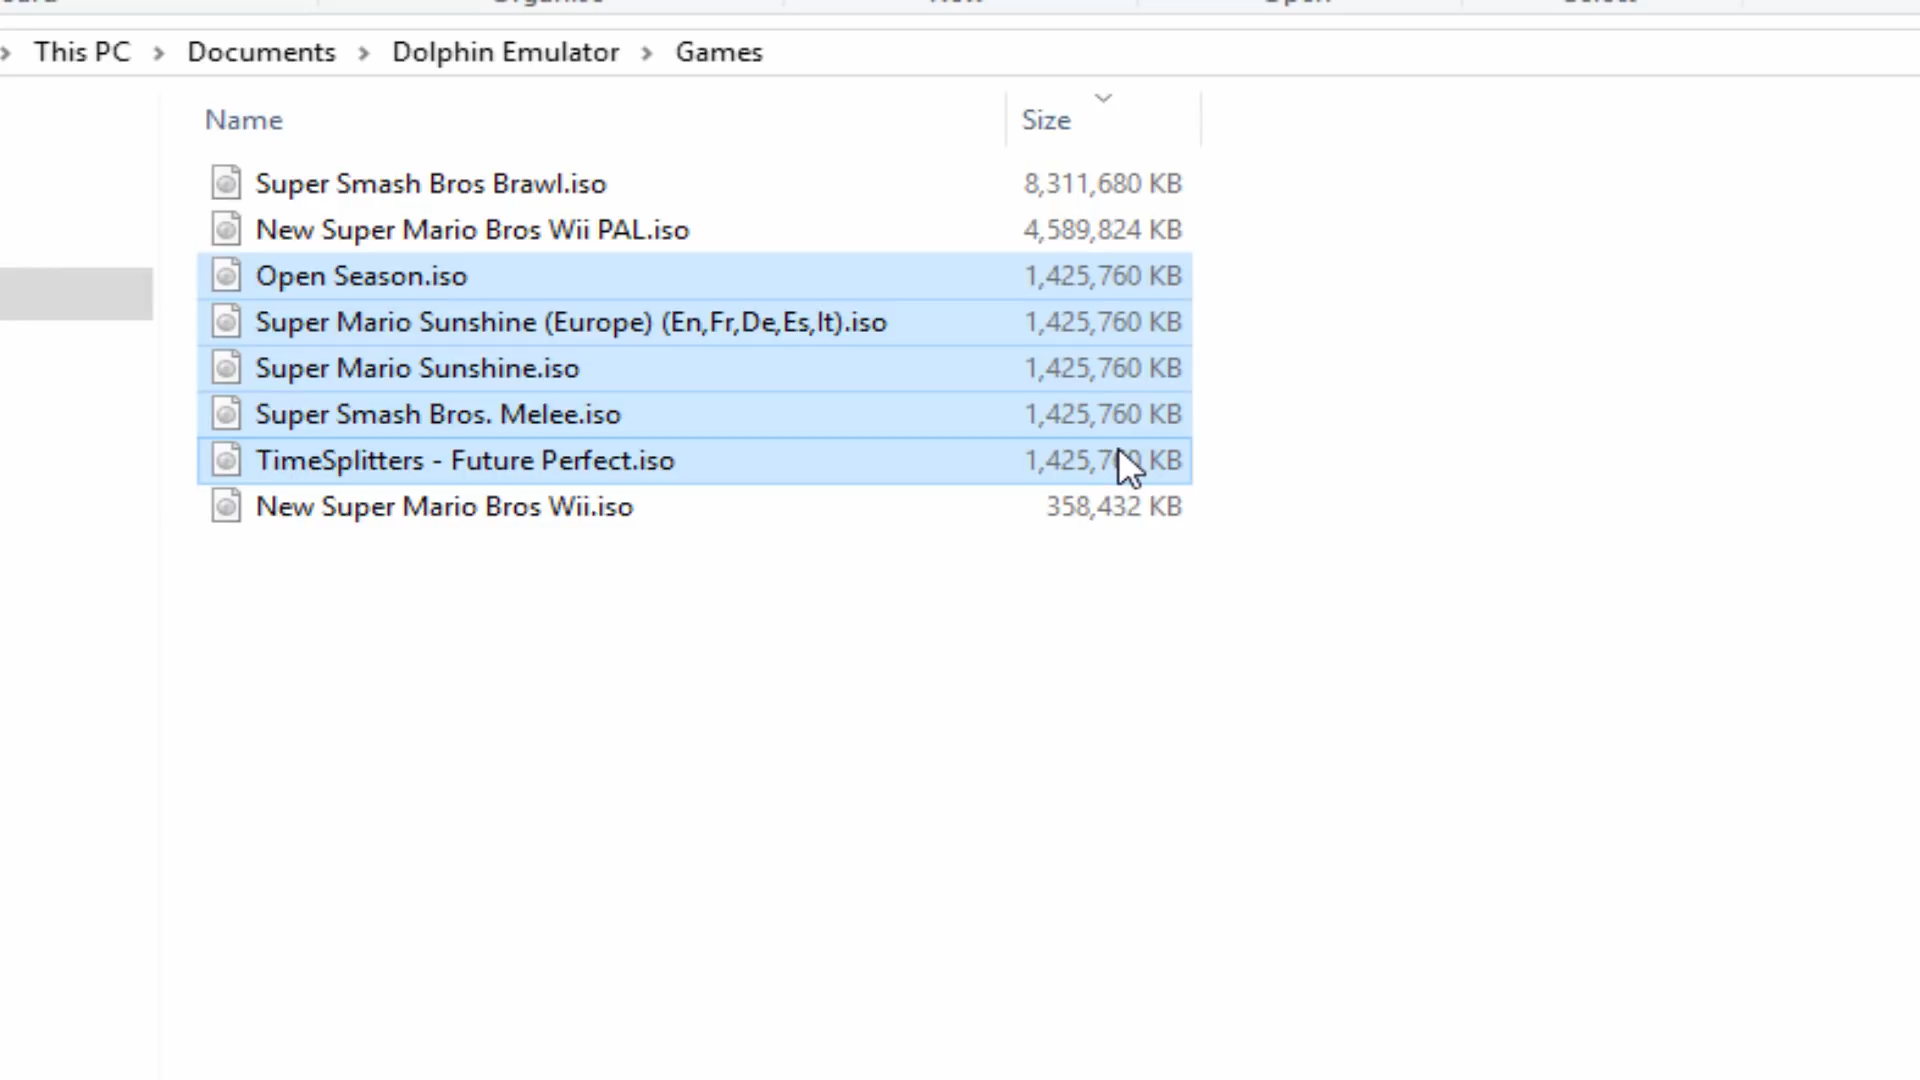 This PC > Documents > Dolphin Emulator > Games
Name Size
Super Smash Bros Brawl.iso 8,311,680 KB
New Super Mario Bros Wii PAL.iso 4,589,824 KB
Open Season.iso 1,425,760 KB
Super Mario Sunshine (Europe) (En,Fr,De,Es,It).iso 1,425,760 KB
Super Mario Sunshine.iso 1,425,760 KB
Super Smash Bros. Melee.iso 1,425,760 KB
TimeSplitters - Future Perfect.iso 1,425,760 KB
New Super Mario Bros Wii.iso 358,432 KB